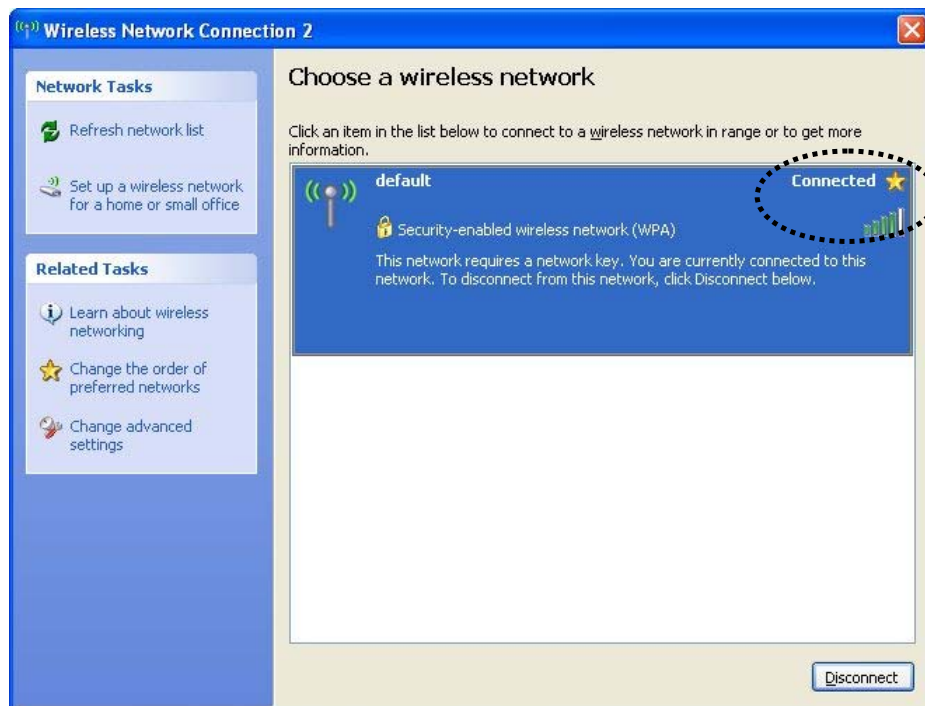 Wireless Network Connection 2
Network Tasks
Refresh network list
Set up a wireless network
for a home or small office
Related Tasks
Learn about wireless
networking
Change the order of
preferred networks
Change advanced
settings
Choose a wireless network
Click an item in the list below to connect to a wireless network in range or to get more
information.
default
Connected
Security-enabled wireless network (WPA)
This network requires a network key. You are currently connected to this
network. To disconnect from this network, click Disconnect below.
Disconnect